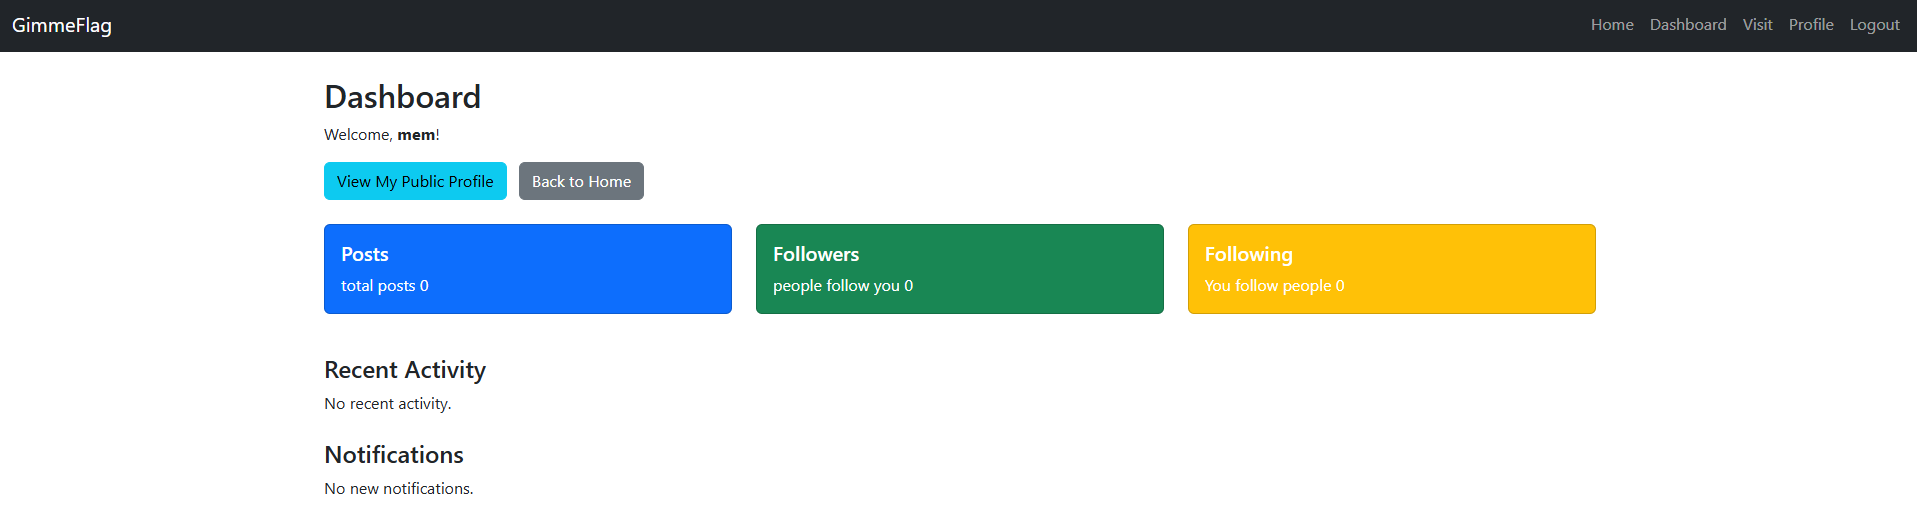 GimmeFlag Home Dashboard Visit Profile Logout
Dashboard
Welcome, mem!
View My Public Profile Back to Home
Posts
total posts 0
Followers
people follow you 0
Following
You follow people 0
Recent Activity
No recent activity.
Notifications
No new notifications.